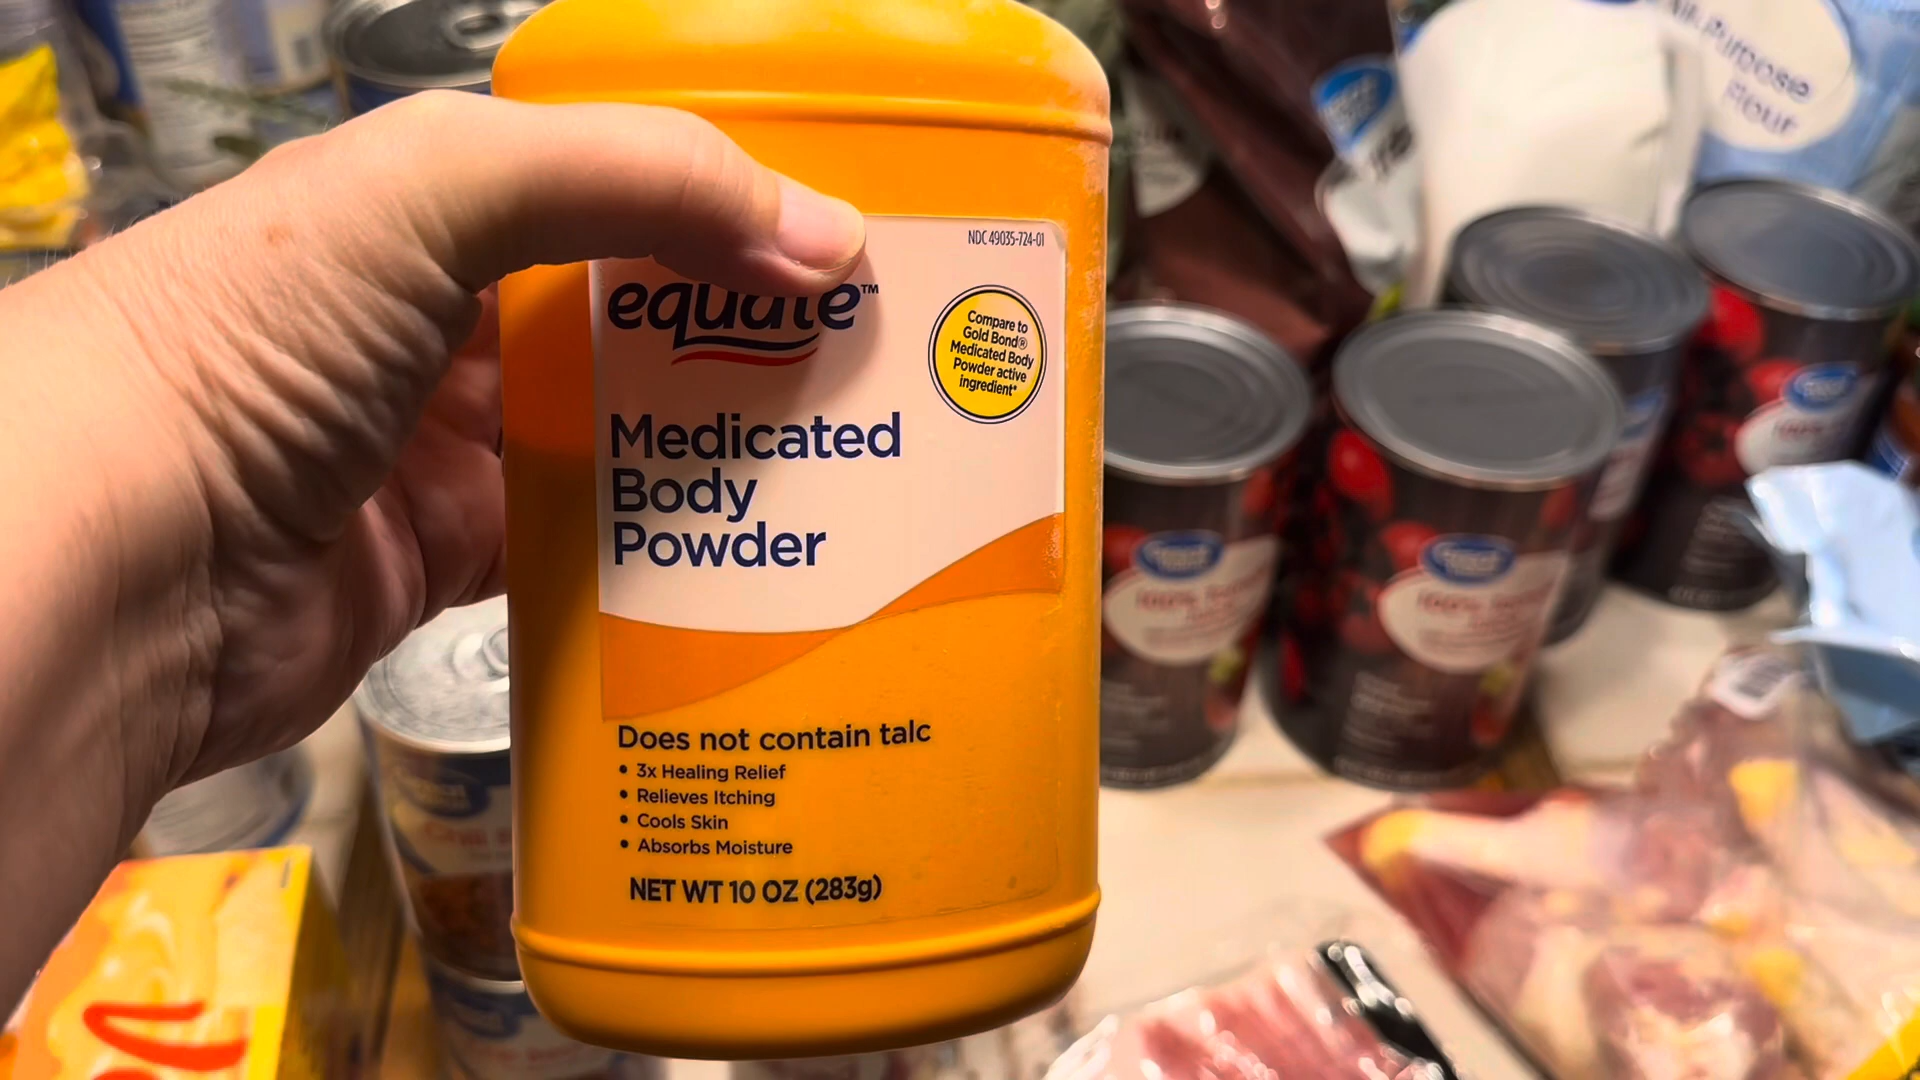 All-Purpose
Flour
NDC 49035-724-01
equate™
Compare to
Gold Bond®
Medicated Body
Powder active
ingredient*
Medicated
Body
Powder
Does not contain talc
• 3x Healing Relief
• Relieves Itching
• Cools Skin
• Absorbs Moisture
NET WT 10 OZ (283g)